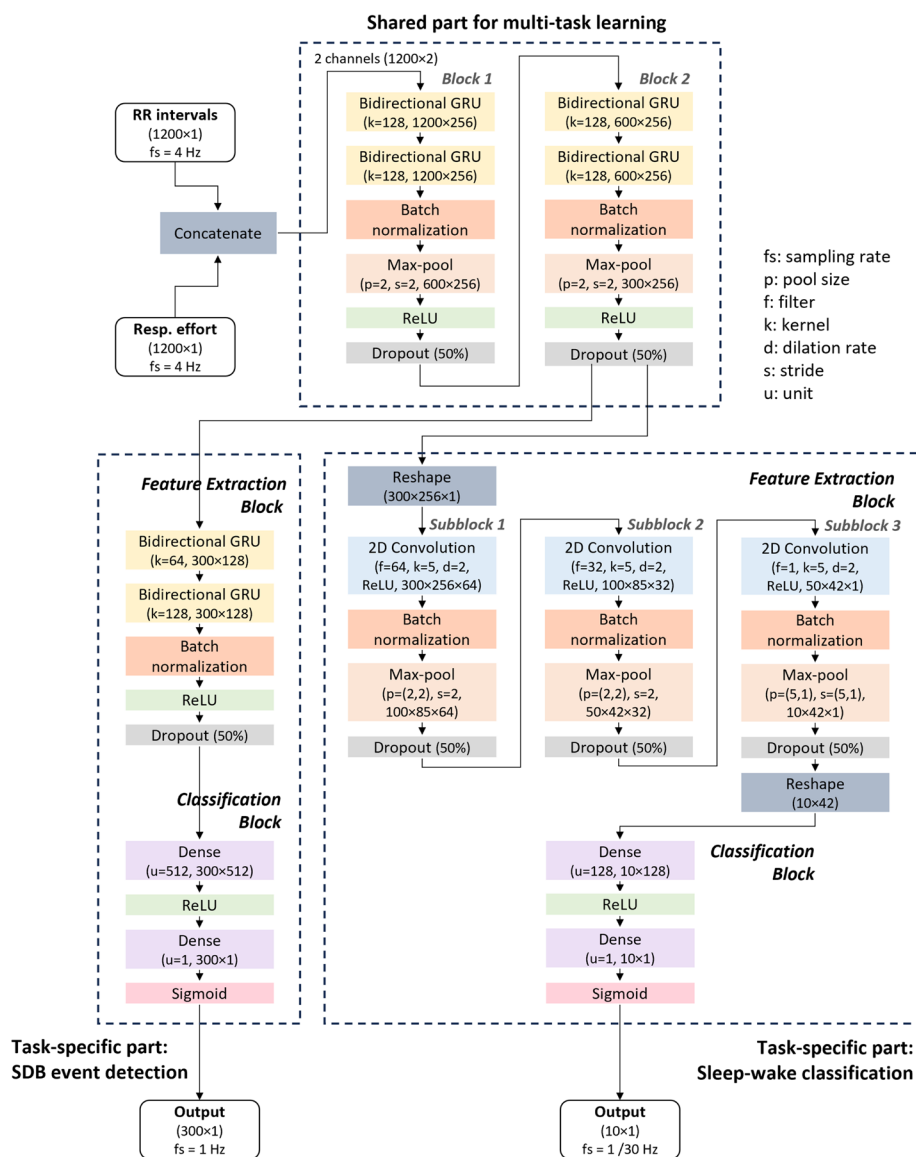 Shared part for multi-task learning
2 channels (1200×2)
Block 1
Block 2
RR intervals
(1200×1)
fs = 4 Hz
Concatenate
Resp. effort
(1200×1)
fs = 4 Hz
Bidirectional GRU
(k=128, 1200×256)
Bidirectional GRU
(k=128, 1200×256)
Batch
normalization
Max-pool
(p=2, s=2, 600×256)
ReLU
Dropout (50%)
Bidirectional GRU
(k=128, 600×256)
Bidirectional GRU
(k=128, 600×256)
Batch
normalization
Max-pool
(p=2, s=2, 300×256)
ReLU
Dropout (50%)
fs: sampling rate
p: pool size
f: filter
k: kernel
d: dilation rate
s: stride
u: unit
Feature Extraction
Block
Bidirectional GRU
(k=64, 300×128)
Bidirectional GRU
(k=128, 300×128)
Batch
normalization
ReLU
Dropout (50%)
Classification
Block
Dense
(u=512, 300×512)
ReLU
Dense
(u=1, 300×1)
Sigmoid
Task-specific part:
SDB event detection
Output
(300×1)
fs = 1 Hz
Reshape
(300×256×1)
Feature Extraction
Block
Subblock 1
2D Convolution
(f=64, k=5, d=2,
ReLU, 300×256×64)
Batch
normalization
Max-pool
(p=(2,2), s=2,
100×85×64)
Dropout (50%)
Subblock 2
2D Convolution
(f=32, k=5, d=2,
ReLU, 100×85×32)
Batch
normalization
Max-pool
(p=(2,2), s=2,
50×42×32)
Dropout (50%)
Subblock 3
2D Convolution
(f=1, k=5, d=2,
ReLU, 50×42×1)
Batch
normalization
Max-pool
(p=(5,1), s=(5,1),
10×42×1)
Dropout (50%)
Reshape
(10×42)
Classification
Block
Dense
(u=128, 10×128)
ReLU
Dense
(u=1, 10×1)
Sigmoid
Task-specific part:
Sleep-wake classification
Output
(10×1)
fs = 1 /30 Hz